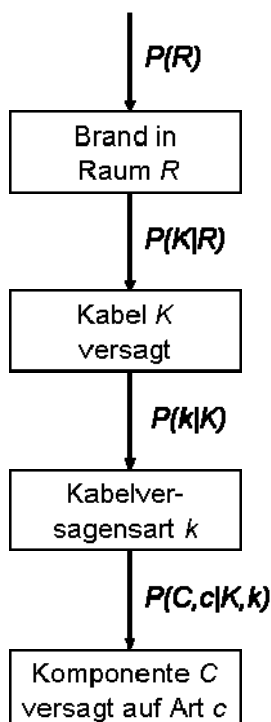 P(R)
Brand in
Raum R
P(K|R)
Kabel K
versagt
P(k|K)
Kabelver-
sagensart k
P(C,c|K,k)
Komponente C
versagt auf Art c